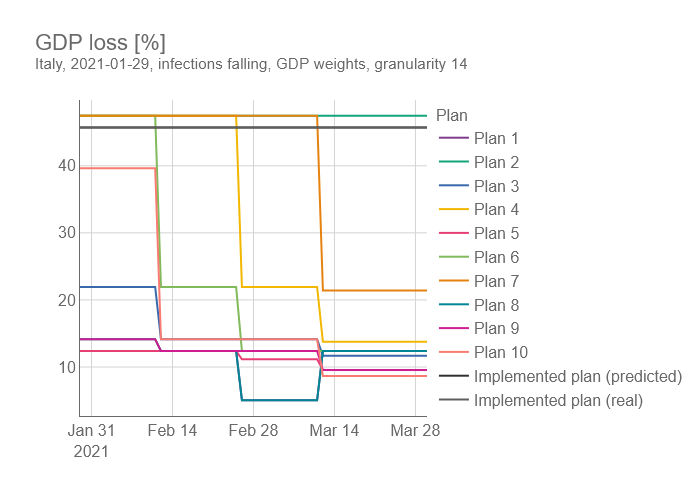 GDP loss [%]
Italy, 2021-01-29, infections falling, GDP weights, granularity 14
40
30
20
10
Jan 31
2021
Feb 14
Feb 28
Mar 14
Mar 28
Plan
Plan 1
Plan 2
Plan 3
Plan 4
Plan 5
Plan 6
Plan 7
Plan 8
Plan 9
Plan 10
Implemented plan (predicted)
Implemented plan (real)